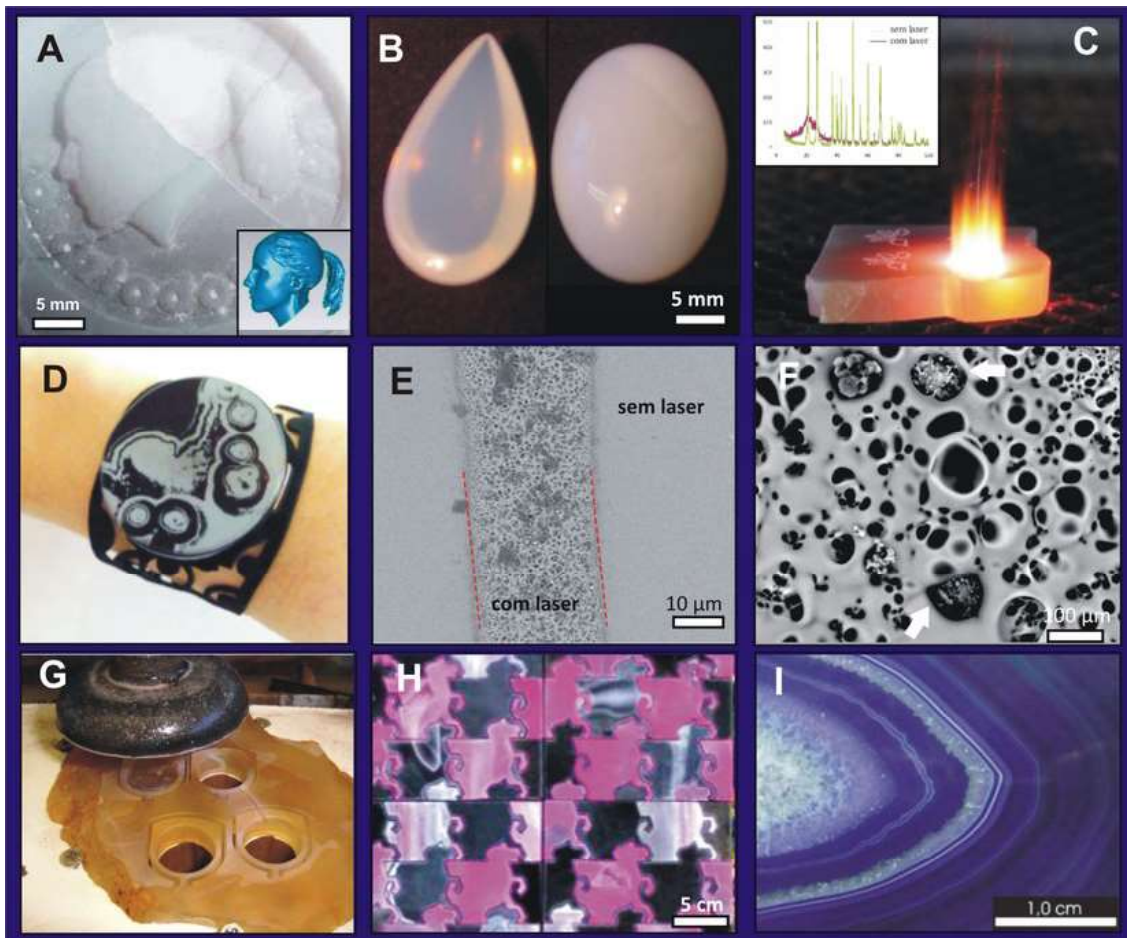 A
5 mm
B
5 mm
C
sem laser
com laser
D
E
sem laser
com laser
10 µm
F
100 µm
G
H
5 cm
I
1,0 cm